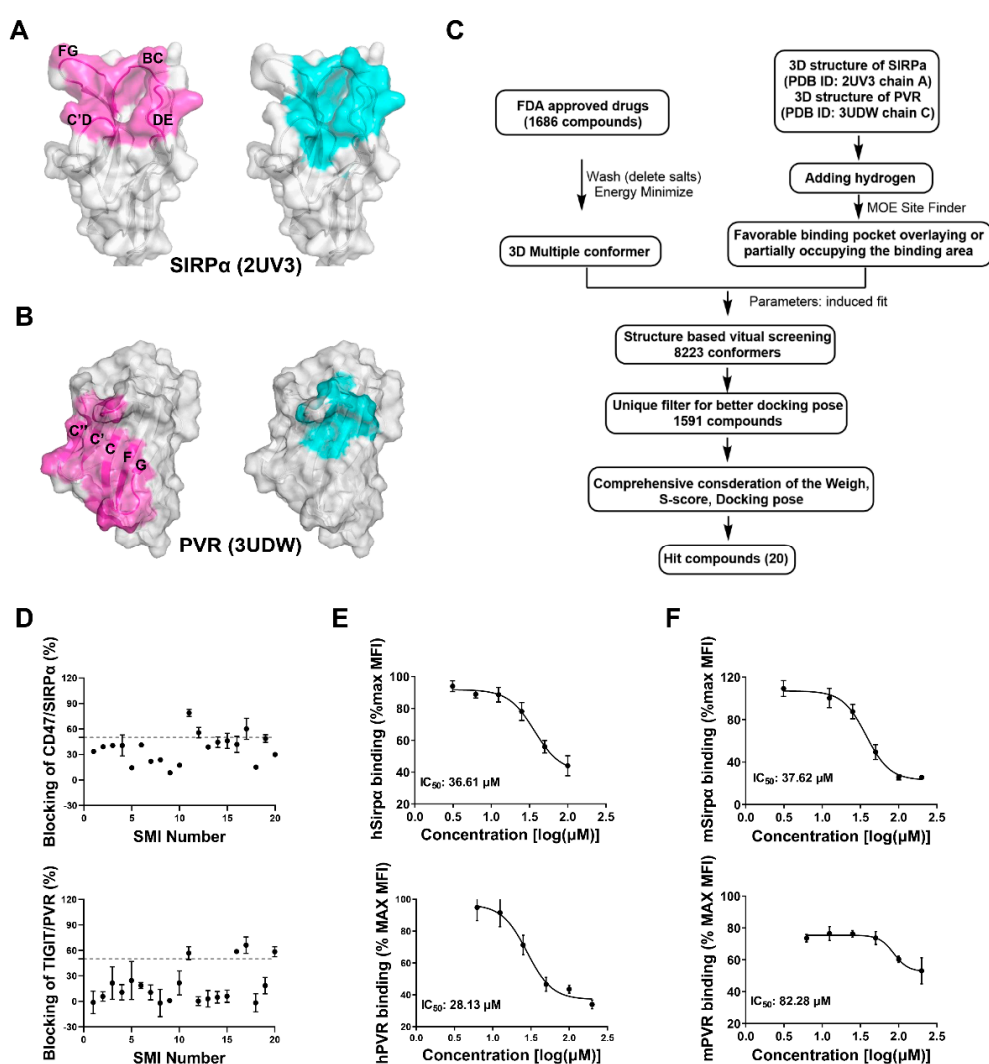 A
FG
BC
C'D
DE
SIRPα (2UV3)
B
C''
C'
C
F
G
PVR (3UDW)
C
FDA approved drugs
(1686 compounds)
Wash (delete salts)
Energy Minimize
3D Multiple conformer
3D structure of SIRPa
(PDB ID: 2UV3 chain A)
3D structure of PVR
(PDB ID: 3UDW chain C)
Adding hydrogen
MOE Site Finder
Favorable binding pocket overlaying or
partially occupying the binding area
Parameters: induced fit
Structure based vitual screening
8223 conformers
Unique filter for better docking pose
1591 compounds
Comprehensive consderation of the Weigh,
S-score, Docking pose
Hit compounds (20)
D
Blocking of CD47/SIRPα (%)
120
90
60
30
0
-30
0 5 10 15 20
SMI Number
Blocking of TIGIT/PVR (%)
120
90
60
30
0
-30
0 5 10 15 20
SMI Number
E
hSirpα binding (%max MFI)
120
100
80
60
40
20
IC50: 36.61 μM
0.0 0.5 1.0 1.5 2.0 2.5
Concentration [log(μM)]
hPVR binding (% MAX MFI)
100
80
60
40
20
IC50: 28.13 μM
0.0 0.5 1.0 1.5 2.0 2.5
Concentration [log(μM)]
F
mSirpα binding (%max MFI)
120
90
60
30
0
IC50: 37.62 μM
0.0 0.5 1.0 1.5 2.0 2.5
Concentration [log(μM)]
mPVR binding (% MAX MFI)
100
80
60
40
20
IC50: 82.28 μM
0.0 0.5 1.0 1.5 2.0 2.5
Concentration [log(μM)]